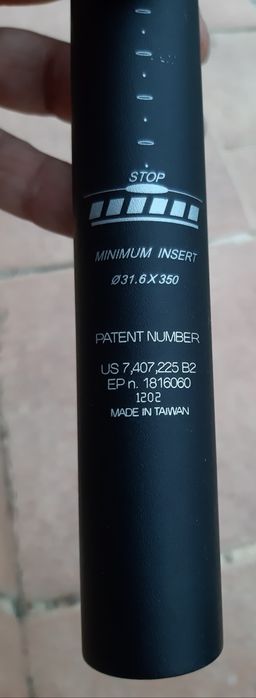 STOP
MINIMUM INSERT
Ø31.6X350
PATENT NUMBER
US 7,407,225 B2
EP n. 1816060
1202
MADE IN TAIWAN